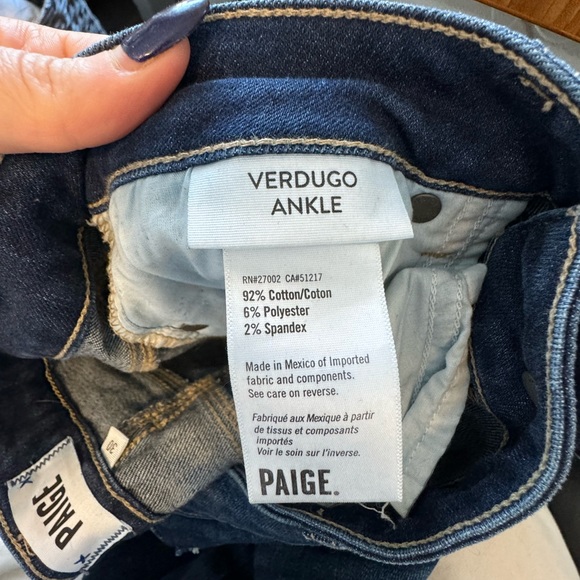 VERDUGO
ANKLE
RN#27002 CA#51217
92% Cotton/Coton
6% Polyester
2% Spandex
Made in Mexico of Imported
fabric and components.
See care on reverse.
Fabriqué aux Mexique à partir
de tissus et composants
importés
Voir le soin sur l'inverse.
PAIGE.
PAIGE
30